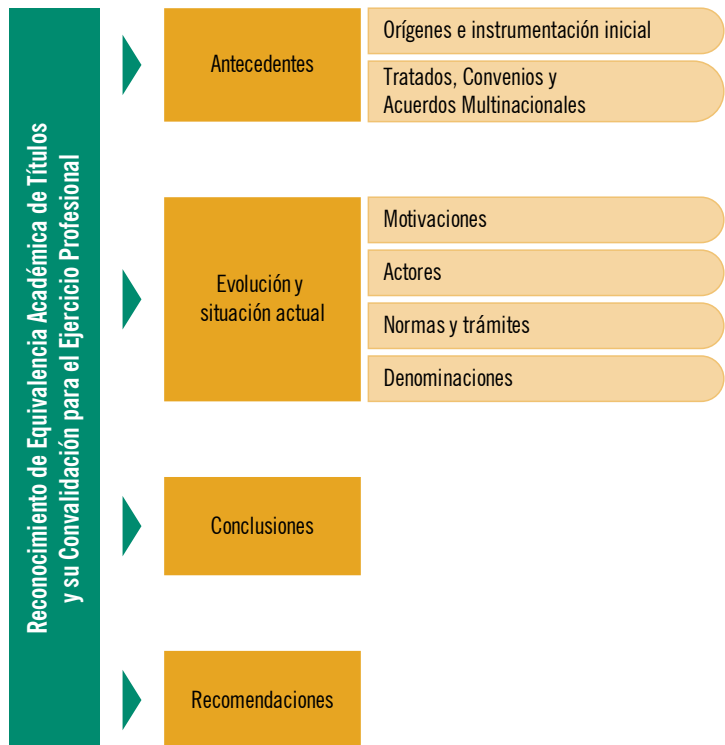 Reconocimiento de Equivalencia Académica de Títulos
y su Convalidación para el Ejercicio Profesional
Antecedentes
Orígenes e instrumentación inicial
Tratados, Convenios y
Acuerdos Multinacionales
Evolución y
situación actual
Motivaciones
Actores
Normas y trámites
Denominaciones
Conclusiones
Recomendaciones